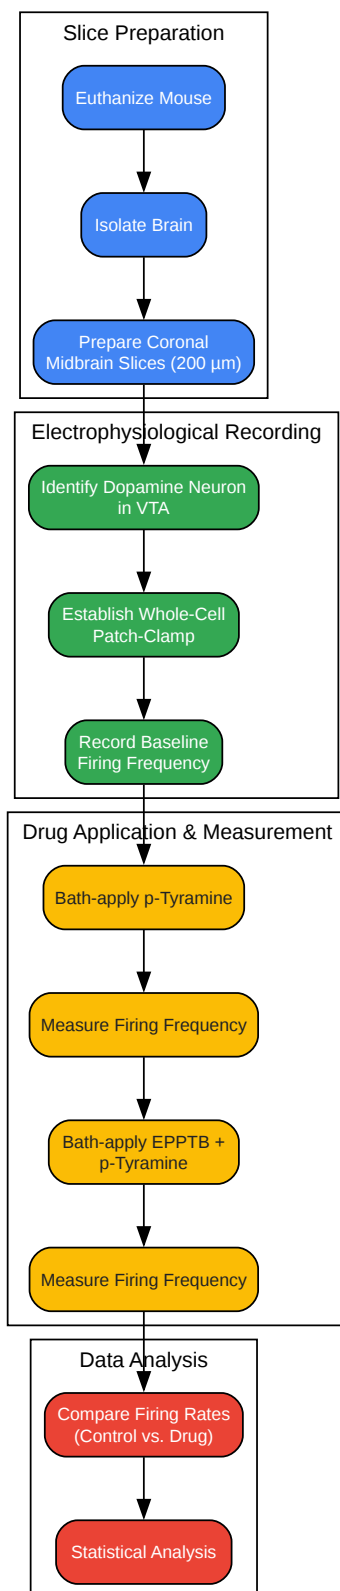 Slice Preparation
Euthanize Mouse
Isolate Brain
Prepare Coronal
Midbrain Slices (200 µm)
Electrophysiological Recording
Identify Dopamine Neuron
in VTA
Establish Whole-Cell
Patch-Clamp
Record Baseline
Firing Frequency
Drug Application & Measurement
Bath-apply p-Tyramine
Measure Firing Frequency
Bath-apply EPPTB +
p-Tyramine
Measure Firing Frequency
Data Analysis
Compare Firing Rates
(Control vs. Drug)
Statistical Analysis